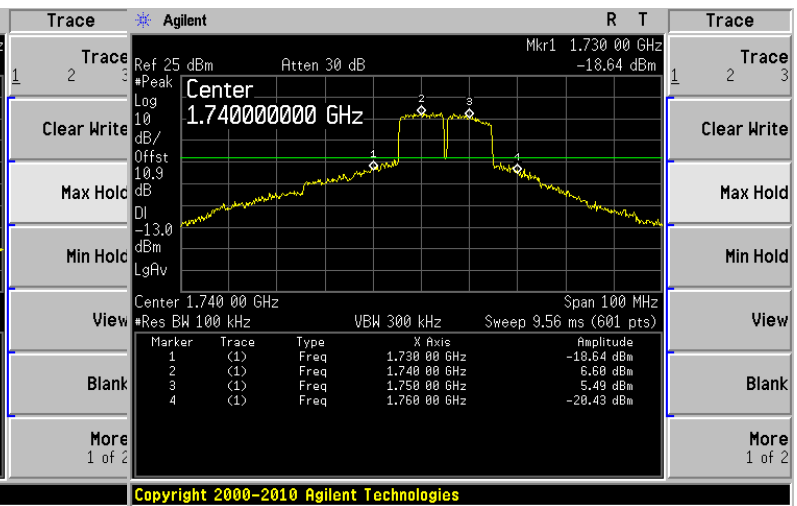 Trace
Trace
1 2 3
Clear Write
Max Hold
Min Hold
View
Blank
More
1 of 2
Agilent R T
Mkr1 1.730 00 GHz
Ref 25 dBm Atten 30 dB -18.64 dBm
#Peak
Log
10
dB/
Offst
10.9
dB
DI
-13.0
dBm
LgAv
Center
1.740000000 GHz
1
2
3
4
Center 1.740 00 GHz Span 100 MHz
#Res BW 100 kHz VBW 300 kHz Sweep 9.56 ms (601 pts)
Marker Trace Type X Axis Amplitude
1 (1) Freq 1.730 00 GHz -18.64 dBm
2 (1) Freq 1.740 00 GHz 6.60 dBm
3 (1) Freq 1.750 00 GHz 5.49 dBm
4 (1) Freq 1.760 00 GHz -20.43 dBm
Copyright 2000-2010 Agilent Technologies
Trace
Trace
1 2 3
Clear Write
Max Hold
Min Hold
View
Blank
More
1 of 2